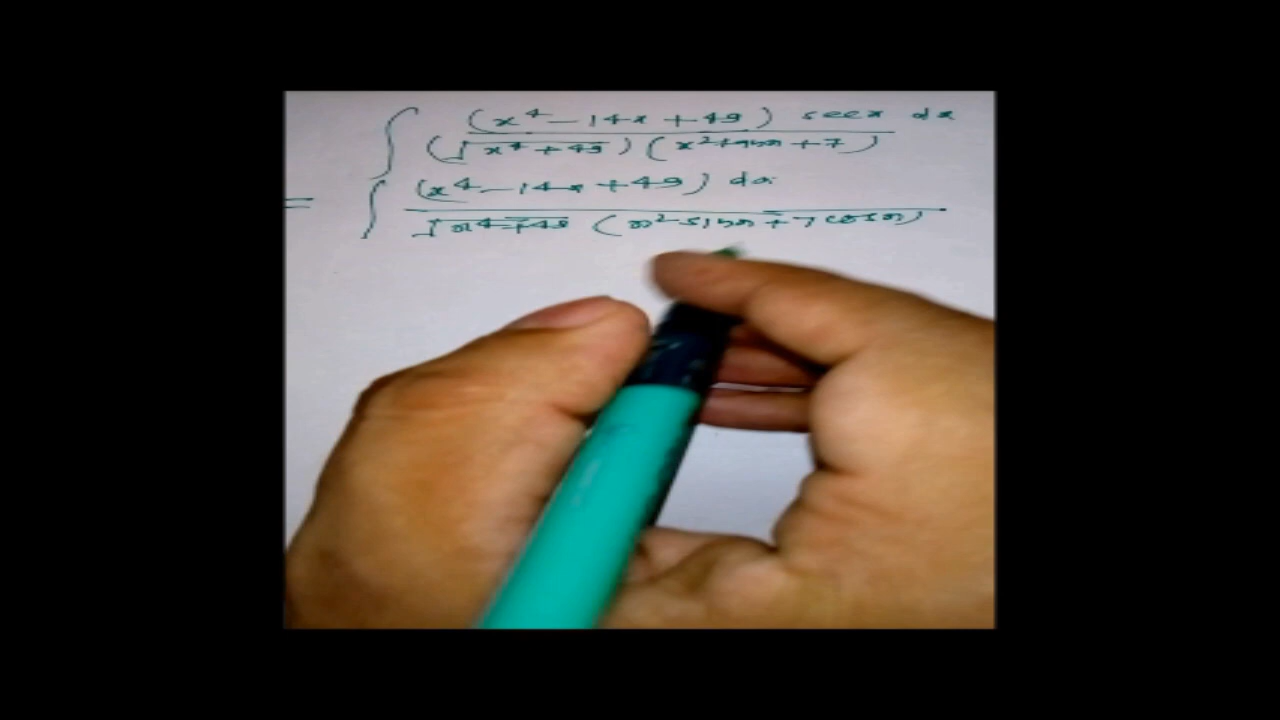 ∫ (x⁴ − 14x + 49) secx dx
(√x⁴ + 49) (x² tanx + 7)
= ∫ (x⁴ − 14x + 49) dx
√x⁴ + 49 (x² sinx + 7 cosx)